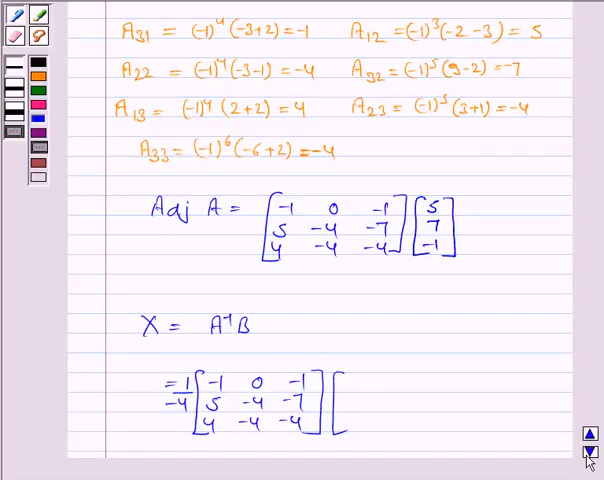 A31 = (-1)^4 (-3+2) = -1 A12 = (-1)^3 (-2-3) = 5
A22 = (-1)^4 (-3-1) = -4 A32 = (-1)^5 (9-2) = -7
A13 = (-1)^4 (2+2) = 4 A23 = (-1)^5 (3+1) = -4
A33 = (-1)^6 (-6+2) = -4
Adj A = [-1 0 -1] [5]
[5 -4 -7] [7]
[4 -4 -4] [-1]
X = A^-1 B
= 1/-4 [-1 0 -1] [
[5 -4 -7]
[4 -4 -4]